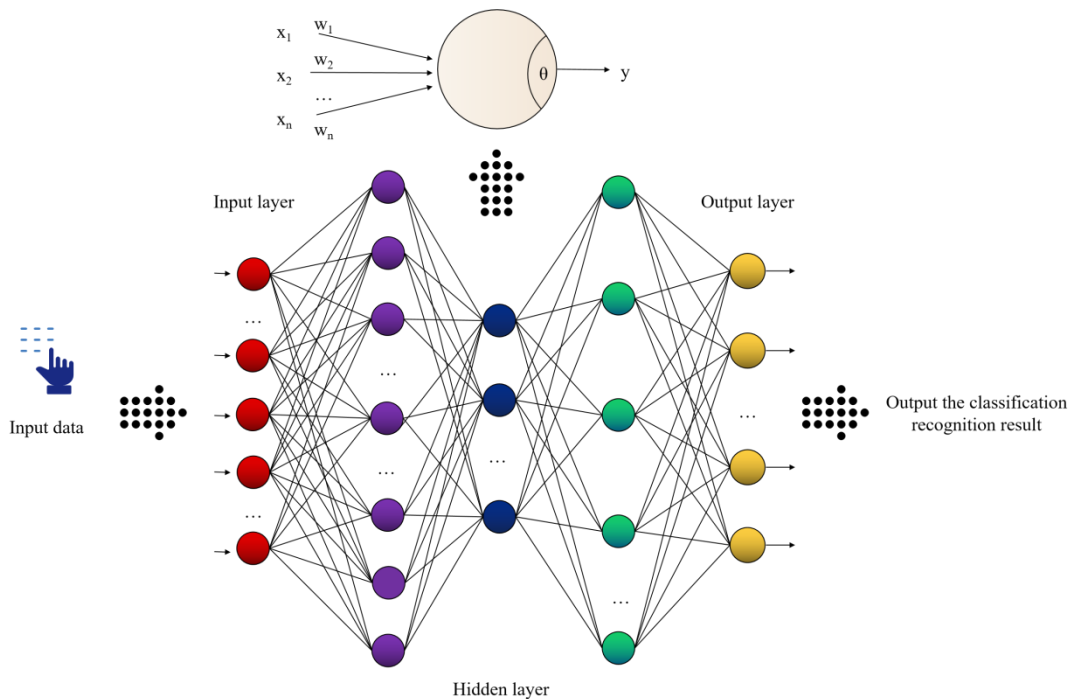 x₁ w₁
x₂ w₂
…
xₙ wₙ
θ
y
Input layer
Output layer
…
…
…
…
…
…
…
Input data
Output the classification
recognition result
Hidden layer